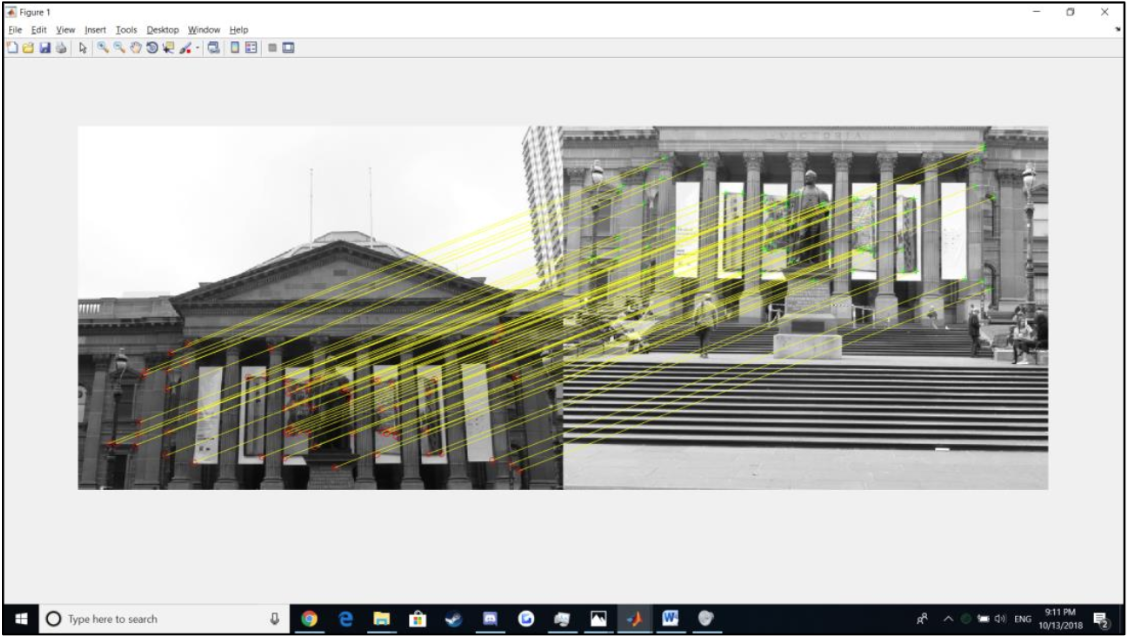 Figure 1
File Edit View Insert Tools Desktop Window Help
VICTORIA
Type here to search
ENG
9:11 PM
10/13/2018
2